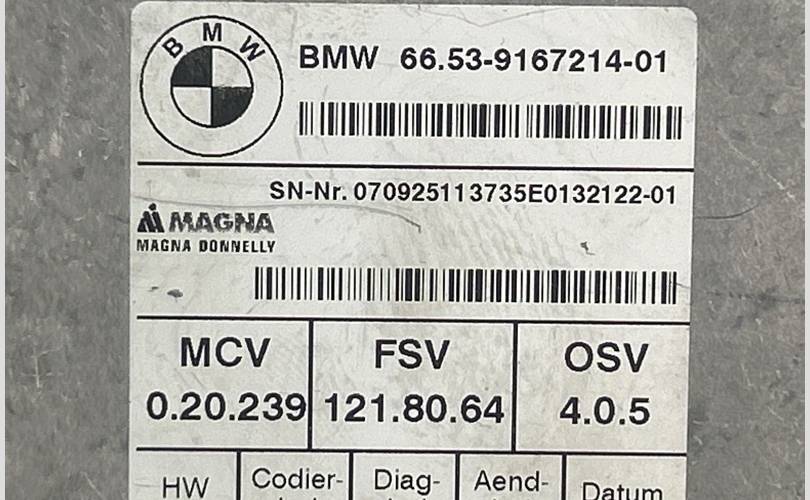 BMW
BMW 66.53-9167214-01
SN-Nr. 070925113735E0132122-01
MAGNA
MAGNA DONNELLY
MCV FSV OSV
0.20.239 121.80.64 4.0.5
HW Codier- Diag- Aend- Datum